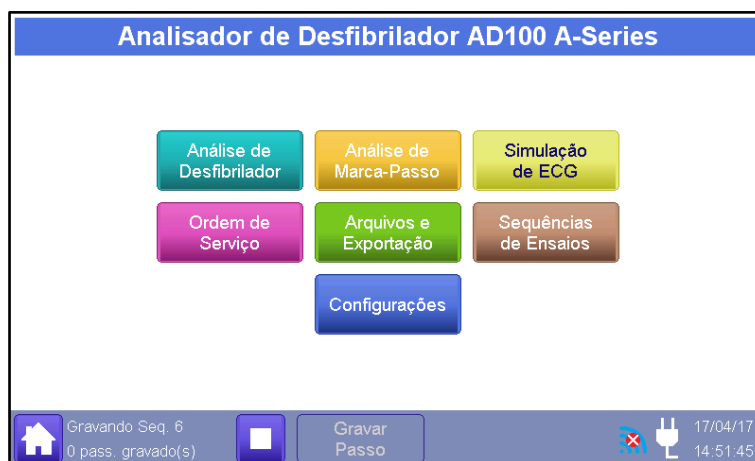 Analisador de Desfibrilador AD100 A-Series
Análise de
Desfibrilador
Análise de
Marca-Passo
Simulação
de ECG
Ordem de
Serviço
Arquivos e
Exportação
Sequências
de Ensaios
Configurações
Gravando Seq. 6
0 pass. gravado(s)
Gravar
Passo
17/04/17
14:51:45